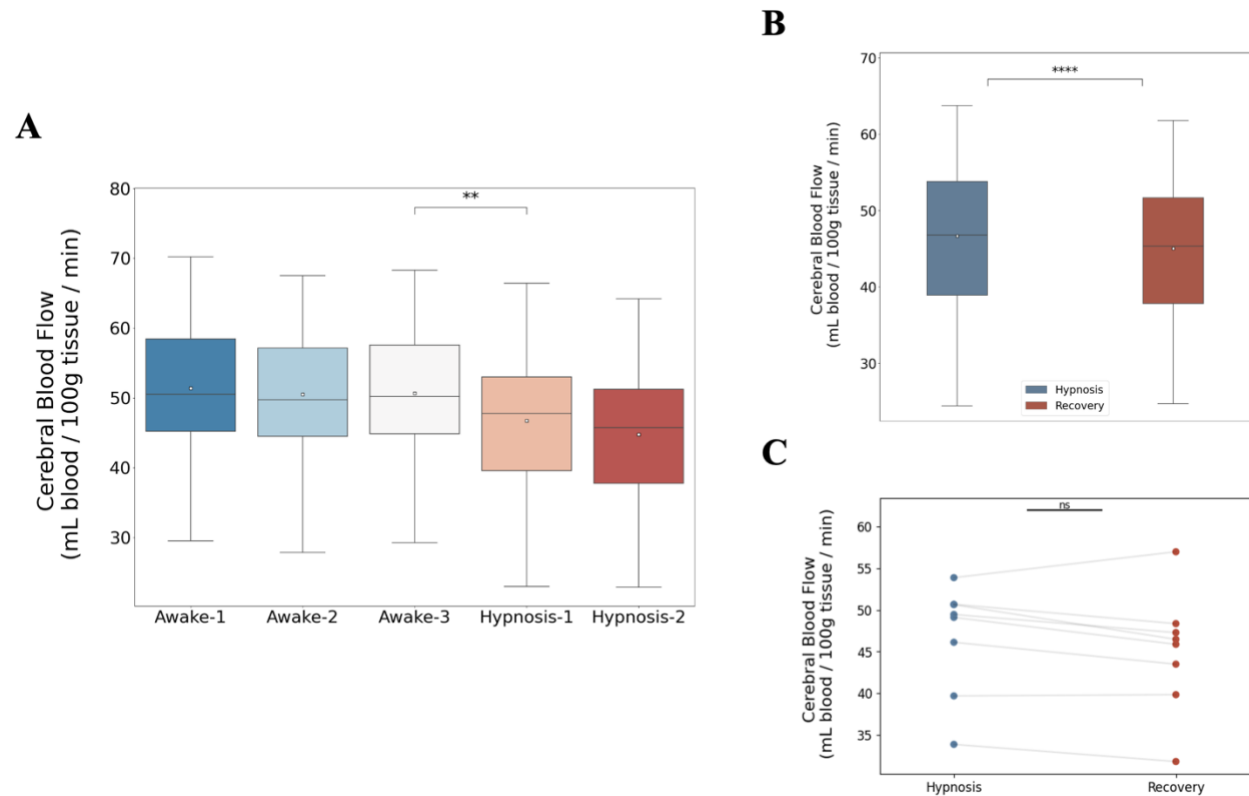 A
Cerebral Blood Flow
(mL blood / 100g tissue / min)
80
70
60
50
40
30
**
Awake-1 Awake-2 Awake-3 Hypnosis-1 Hypnosis-2
B
Cerebral Blood Flow
(mL blood / 100g tissue / min)
70
60
50
40
30
****
Hypnosis
Recovery
C
Cerebral Blood Flow
(mL blood / 100g tissue / min)
60
55
50
45
40
35
ns
Hypnosis Recovery